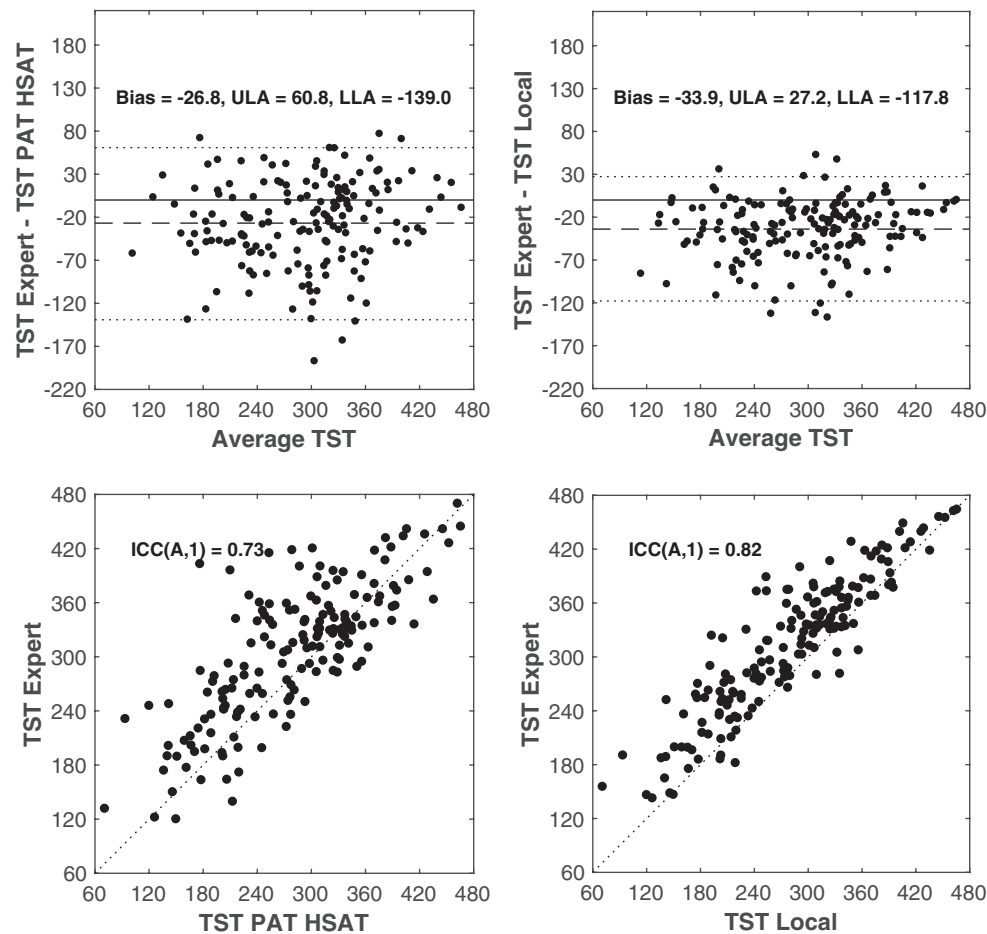 TST Expert - TST PAT HSAT
180
130
80
30
-20
-70
-120
-170
-220
Bias = -26.8, ULA = 60.8, LLA = -139.0
60 120 180 240 300 360 420 480
Average TST
TST Expert - TST Local
180
130
80
30
-20
-70
-120
-170
-220
Bias = -33.9, ULA = 27.2, LLA = -117.8
60 120 180 240 300 360 420 480
Average TST
TST Expert
480
420
360
300
240
180
120
60
ICC(A,1) = 0.73
60 120 180 240 300 360 420 480
TST PAT HSAT
TST Expert
480
420
360
300
240
180
120
60
ICC(A,1) = 0.82
60 120 180 240 300 360 420 480
TST Local